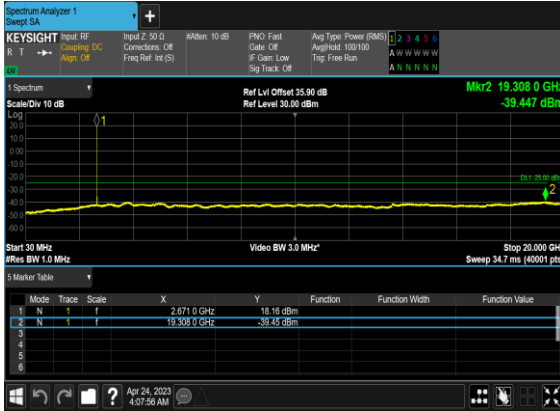 Spectrum Analyzer 1
Swept SA
+
KEYSIGHT
R T
Input: RF
Coupling: DC
Align: Off
Input Z: 50 Ω
Corrections: Off
Freq Ref: Int (S)
#Atten: 10 dB
PNO: Fast
Gate: Off
IF Gain: Low
Sig Track: Off
Avg Type: Power (RMS)
Avg|Hold: 100/100
Trig: Free Run
1 2 3 4 5 6
A W W W W W
A N N N N N
1 Spectrum
Scale/Div 10 dB
Ref Lvl Offset 35.90 dB
Ref Level 30.00 dBm
Mkr2 19.308 0 GHz
-39.447 dBm
Log
20.0
10.0
0.00
-10.0
-20.0
-30.0
-40.0
-50.0
-60.0
1
DL1 -25.00 dBm
2
Start 30 MHz
#Res BW 1.0 MHz
Video BW 3.0 MHz*
Stop 20.000 GHz
Sweep 34.7 ms (40001 pts)
5 Marker Table
Mode Trace Scale X Y Function Function Width Function Value
1 N 1 f 2.671 0 GHz 18.16 dBm
2 N 1 f 19.308 0 GHz -39.45 dBm
3
4
5
6
?
Apr 24, 2023
4:07:56 AM